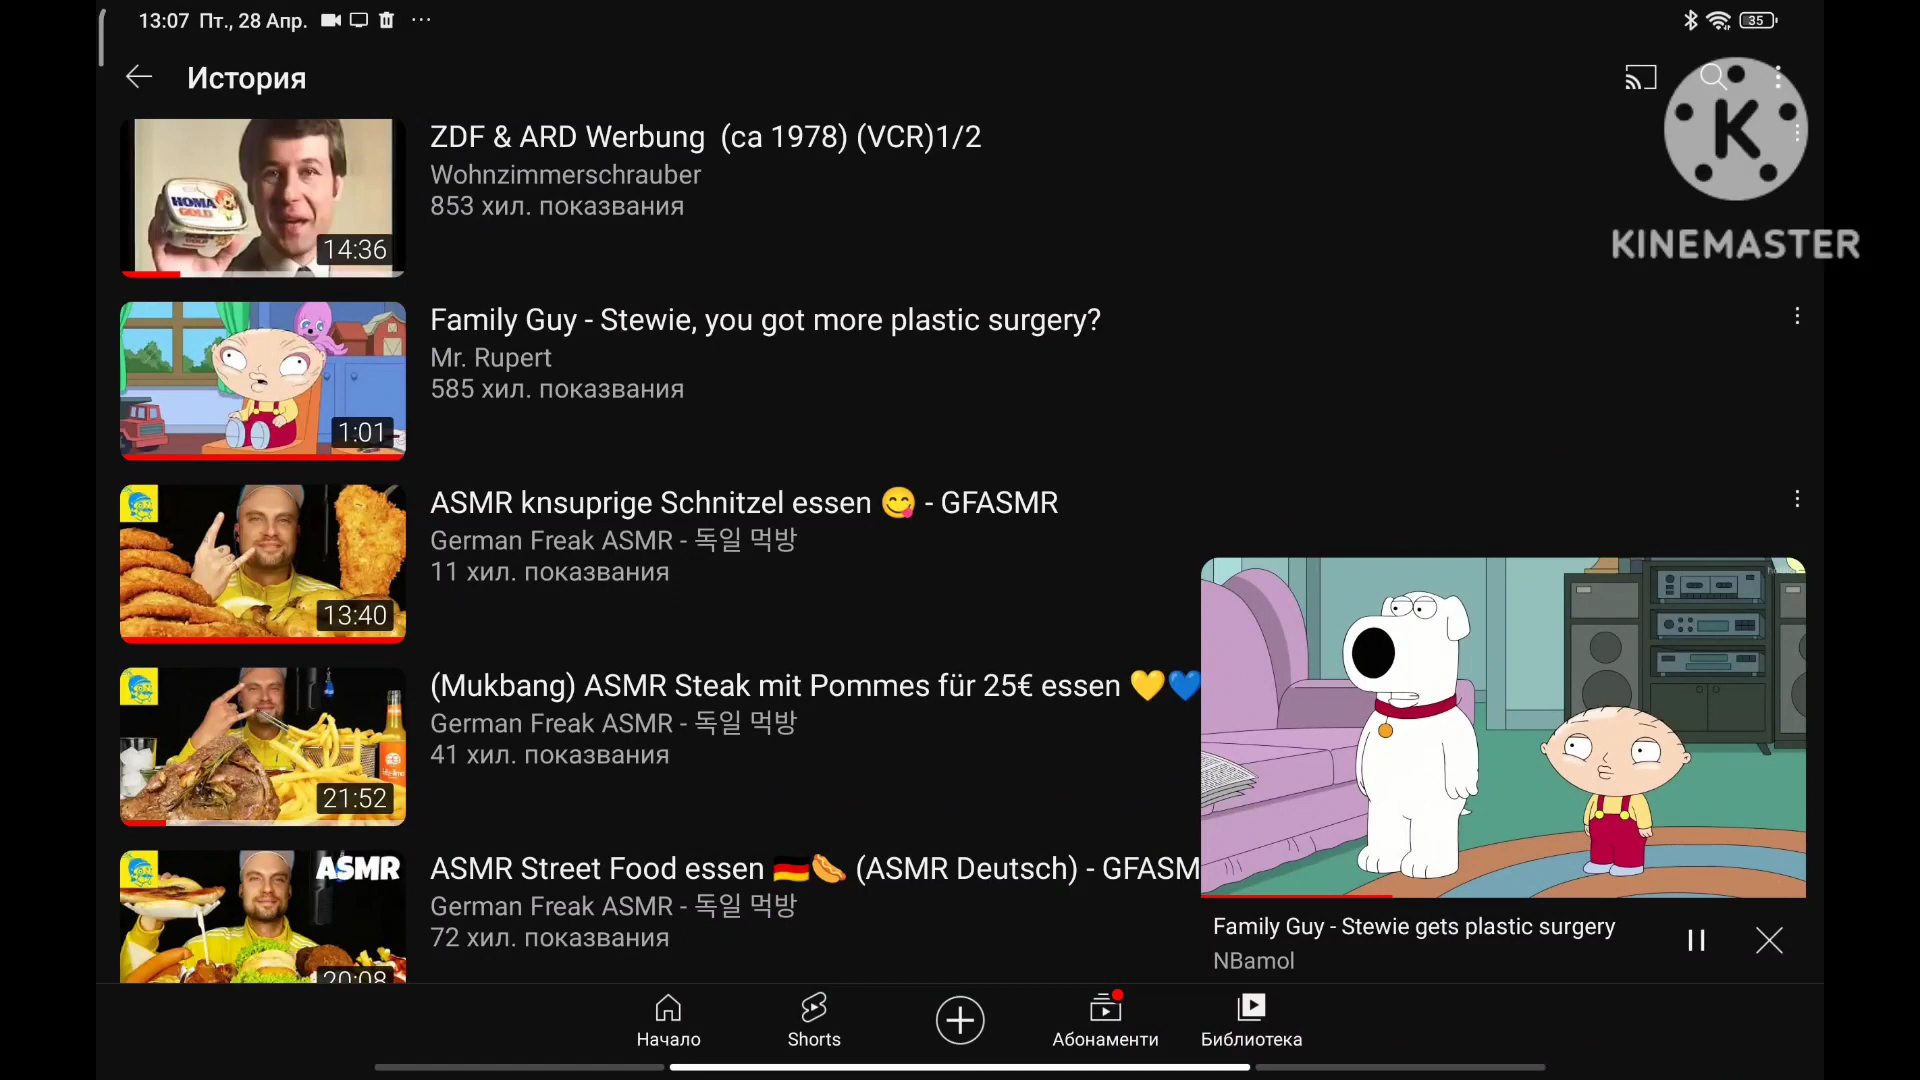 13:07 Пт., 28 Апр.
35
История
ZDF & ARD Werbung (ca 1978) (VCR)1/2
Wohnzimmerschrauber
853 хил. показвания
HOMA
GOLD
14:36
KINEMASTER
Family Guy - Stewie, you got more plastic surgery?
Mr. Rupert
585 хил. показвания
1:01
ASMR knsuprige Schnitzel essen 😋 - GFASMR
German Freak ASMR - 독일 먹방
11 хил. показвания
13:40
(Mukbang) ASMR Steak mit Pommes für 25€ essen 💛💙
German Freak ASMR - 독일 먹방
41 хил. показвания
21:52
ASMR
ASMR Street Food essen 🇩🇪🌭 (ASMR Deutsch) - GFASM
German Freak ASMR - 독일 먹방
72 хил. показвания
20:08
Family Guy - Stewie gets plastic surgery
NBamol
Начало
Shorts
Абонаменти
Библиотека